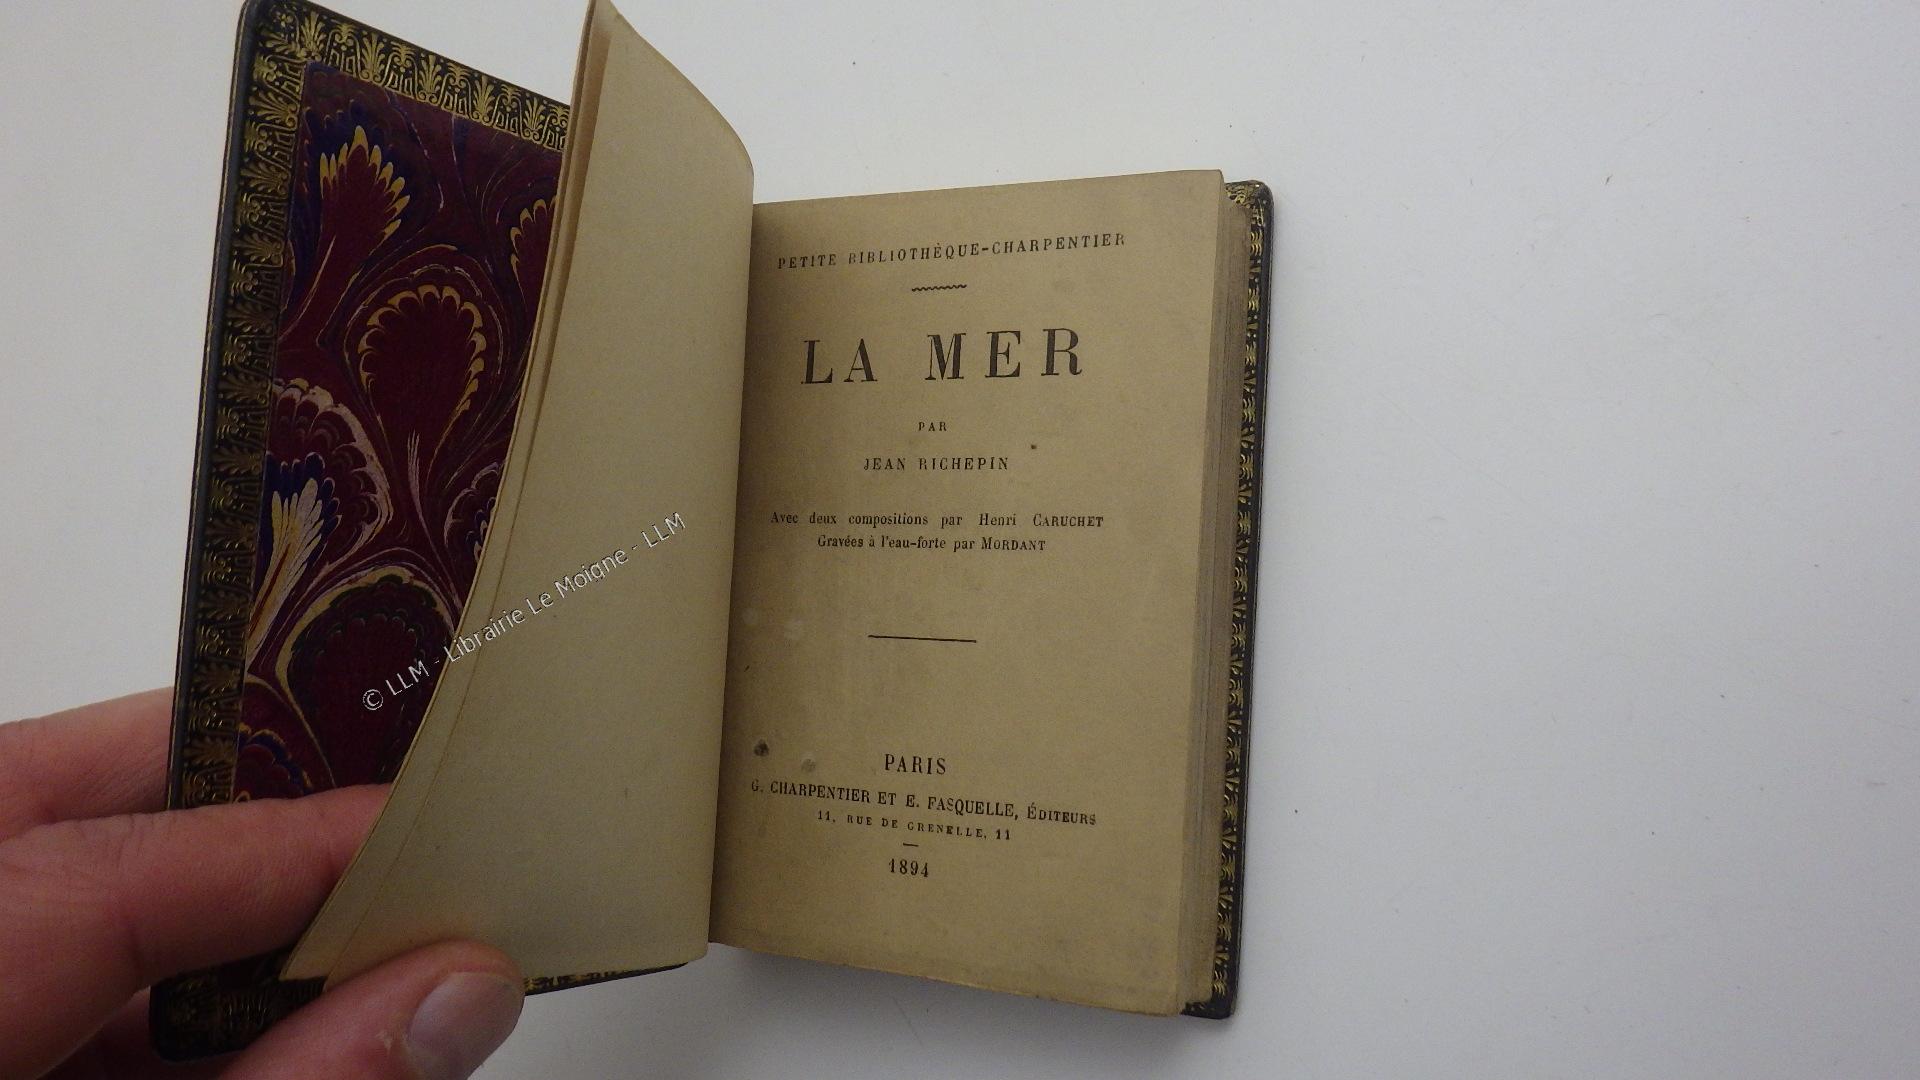 PETITE BIBLIOTHÈQUE-CHARPENTIER
LA MER
PAR
JEAN RICHEPIN
Avec deux compositions par Henri CARUCHET
Gravées à l'eau-forte par MORDANT
PARIS
G. CHARPENTIER ET E. FASQUELLE, ÉDITEURS
11, RUE DE GRENELLE, 11
1894
© LLM - Librairie Le Moigne - LLM